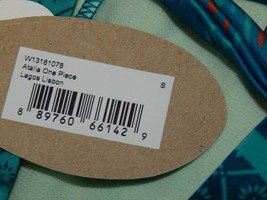 W13181078
Atalia One Piece
Lagos Lisbon
S
8 89760 66142 9